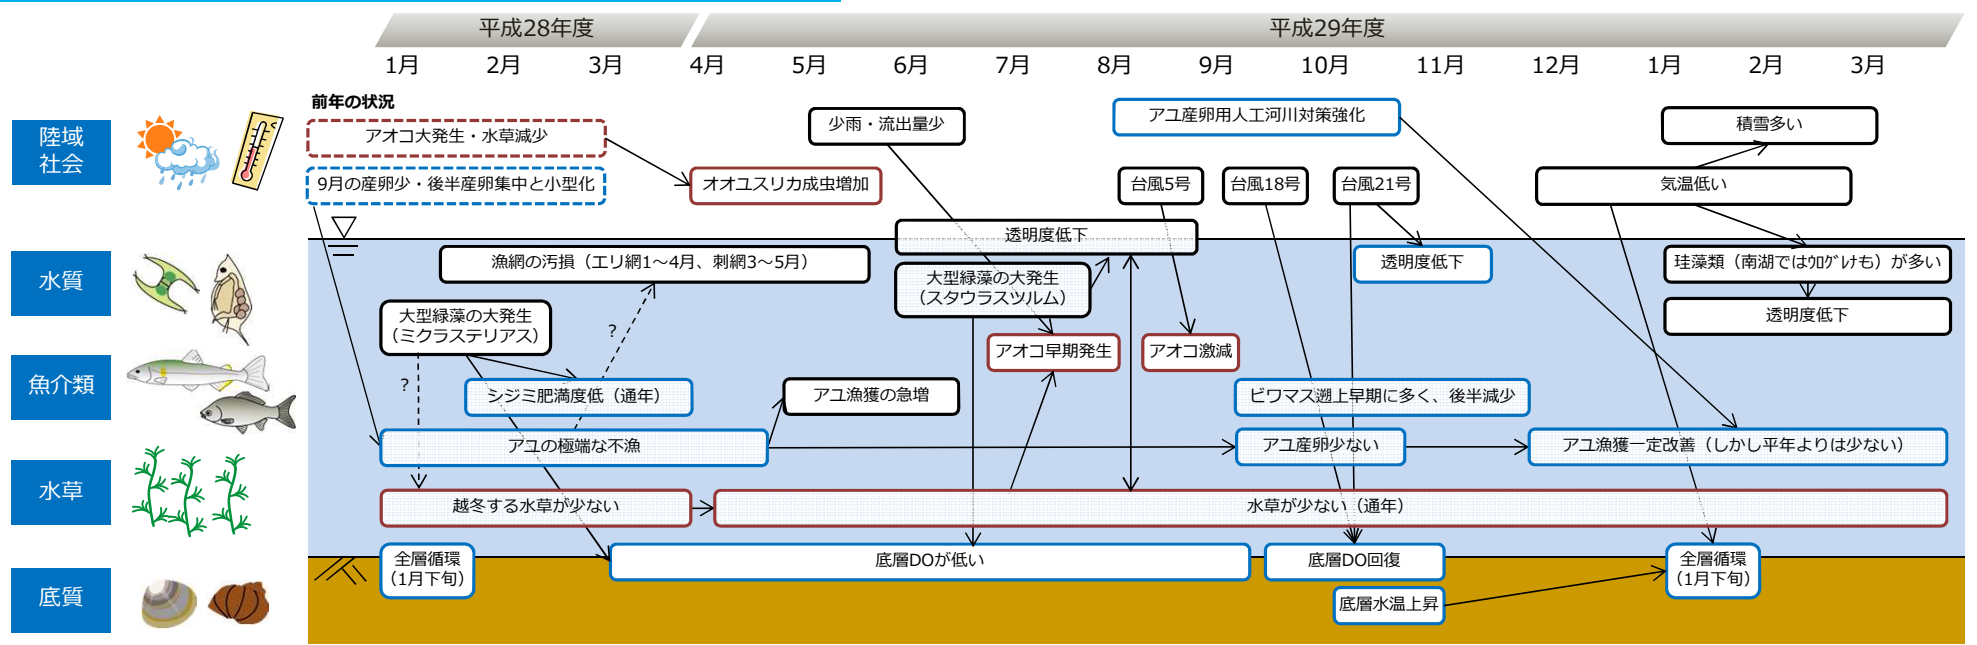 平成28年度
平成29年度
1月
2月
3月
4月
5月
6月
7月
8月
9月
10月
11月
12月
1月
2月
3月
陸域
社会
水質
魚介類
水草
底質
前年の状況
アオコ大発生・水草減少
9月の産卵少・後半産卵集中と小型化
オオユスリカ成虫増加
少雨・流出量少
アユ産卵用人工河川対策強化
台風5号
台風18号
台風21号
積雪多い
気温低い
透明度低下
漁網の汚損（エリ網1～4月、刺網3～5月）
大型緑藻の大発生
（スタウラスツルム）
透明度低下
珪藻類（南湖ではｳﾛｸﾞﾚﾅも）が多い
透明度低下
大型緑藻の大発生
（ミクラステリアス）
?
?
アオコ早期発生
アオコ激減
シジミ肥満度低（通年）
アユ漁獲の急増
ビワマス遡上早期に多く、後半減少
アユの極端な不漁
アユ産卵少ない
アユ漁獲一定改善（しかし平年よりは少ない）
越冬する水草が少ない
水草が少ない（通年）
全層循環
（1月下旬）
底層DOが低い
底層DO回復
底層水温上昇
全層循環
（1月下旬）